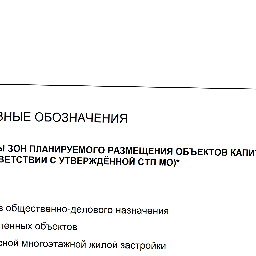 ВНЫЕ ОБОЗНАЧЕНИЯ
Ы ЗОН ПЛАНИРУЕМОГО РАЗМЕЩЕНИЯ ОБЪЕКТОВ КАПИТ
ВЕТСТВИИ С УТВЕРЖДЁННОЙ СТП МО)*
в общественно-делового назначения
ленных объектов
сной многоэтажной жилой застройки